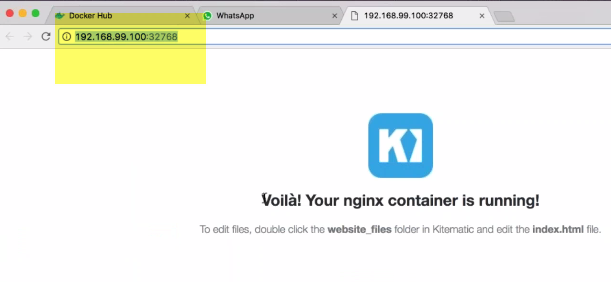 Docker Hub
WhatsApp
192.168.99.100:32768
192.168.99.100:32768
K
Voilà! Your nginx container is running!
To edit files, double click the website_files folder in Kitematic and edit the index.html file.